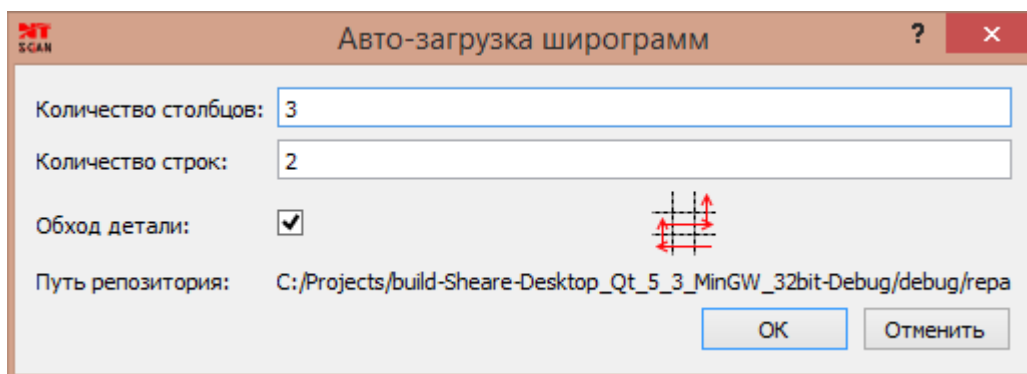 NT
SCAN
Авто-загрузка широграмм
?
×
Количество столбцов: 3
Количество строк: 2
Обход детали:
Путь репозитория: C:/Projects/build-Sheare-Desktop_Qt_5_3_MinGW_32bit-Debug/debug/repa
OK
Отменить